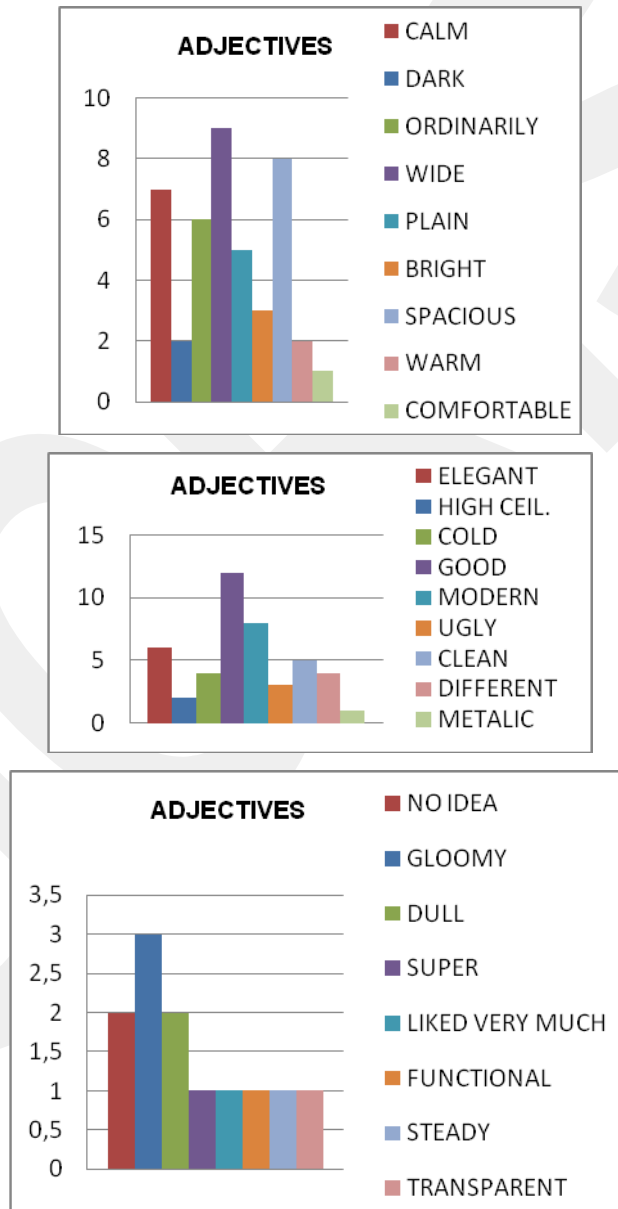 ADJECTIVES
10
8
6
4
2
0
CALM
DARK
ORDINARILY
WIDE
PLAIN
BRIGHT
SPACIOUS
WARM
COMFORTABLE
ADJECTIVES
15
10
5
0
ELEGANT
HIGH CEIL.
COLD
GOOD
MODERN
UGLY
CLEAN
DIFFERENT
METALIC
ADJECTIVES
3,5
3
2,5
2
1,5
1
0,5
0
NO IDEA
GLOOMY
DULL
SUPER
LIKED VERY MUCH
FUNCTIONAL
STEADY
TRANSPARENT